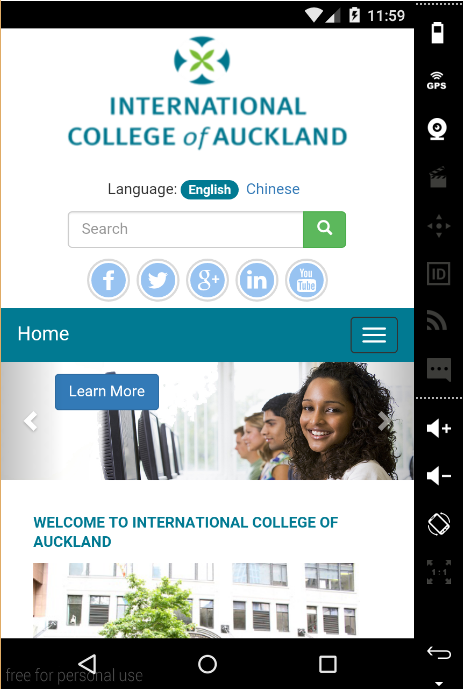 11:59
INTERNATIONAL
COLLEGE of AUCKLAND
Language: English Chinese
Search
f g+ in You Tube
Home
Learn More
WELCOME TO INTERNATIONAL COLLEGE OF
AUCKLAND
free for personal use
GPS
ID
1:1